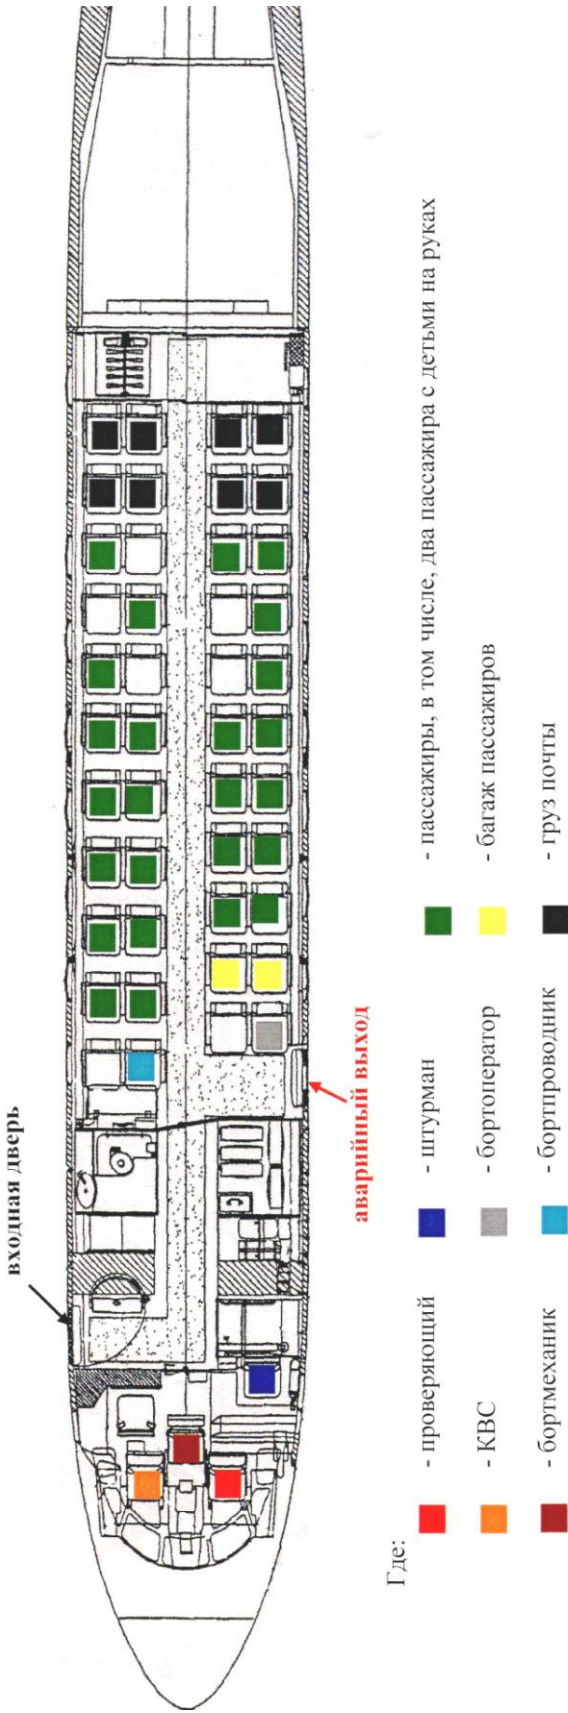 входная дверь
аварийный выход
Где:
- проверяющий
- штурман
- пассажиры, в том числе, два пассажира с детьми на руках
- КВС
- бортоператор
- багаж пассажиров
- бортмеханик
- бортпроводник
- груз почты